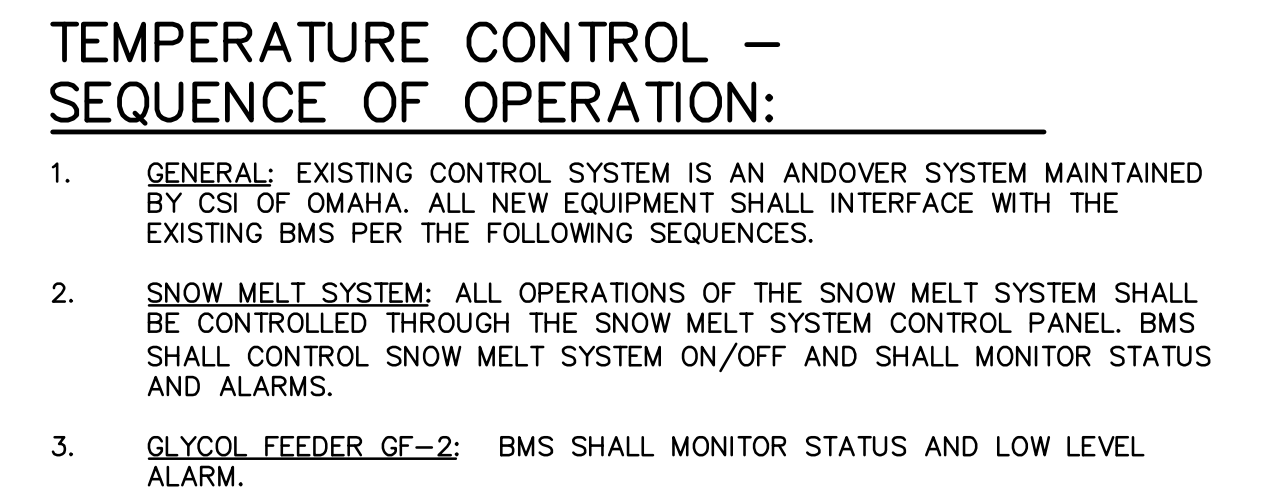 TEMPERATURE CONTROL –
SEQUENCE OF OPERATION:
1. GENERAL: EXISTING CONTROL SYSTEM IS AN ANDOVER SYSTEM MAINTAINED
BY CSI OF OMAHA. ALL NEW EQUIPMENT SHALL INTERFACE WITH THE
EXISTING BMS PER THE FOLLOWING SEQUENCES.
2. SNOW MELT SYSTEM: ALL OPERATIONS OF THE SNOW MELT SYSTEM SHALL
BE CONTROLLED THROUGH THE SNOW MELT SYSTEM CONTROL PANEL. BMS
SHALL CONTROL SNOW MELT SYSTEM ON/OFF AND SHALL MONITOR STATUS
AND ALARMS.
3. GLYCOL FEEDER GF–2: BMS SHALL MONITOR STATUS AND LOW LEVEL
ALARM.